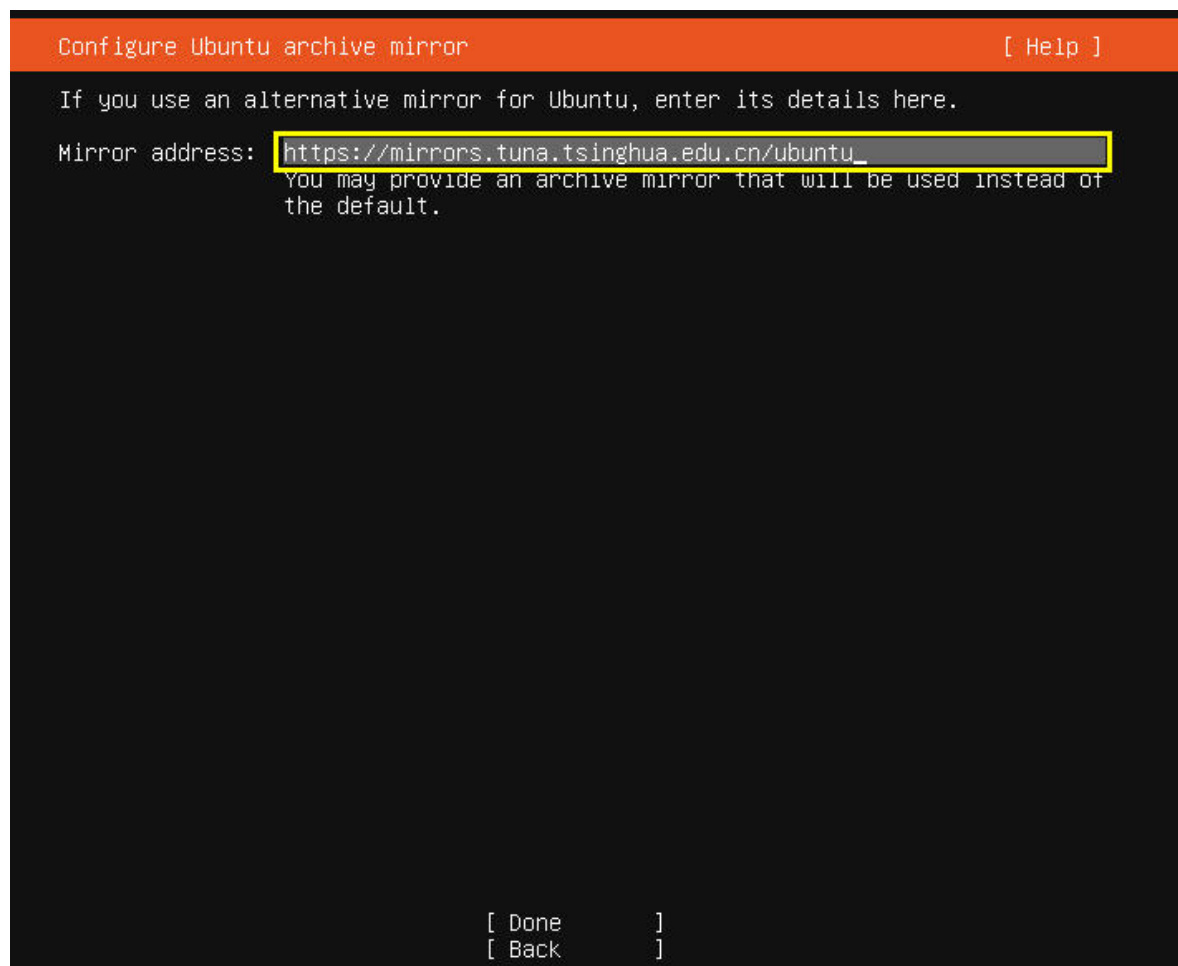 Configure Ubuntu archive mirror [ Help ]
If you use an alternative mirror for Ubuntu, enter its details here.
Mirror address: https://mirrors.tuna.tsinghua.edu.cn/ubuntu_
You may provide an archive mirror that will be used instead of
the default.
[ Done ]
[ Back ]